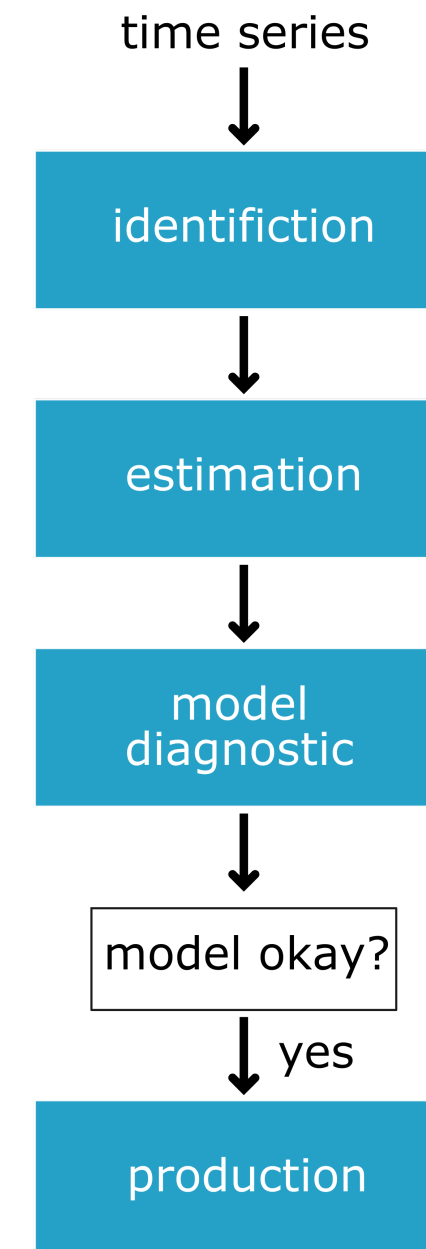 time series
identifiction
estimation
model
diagnostic
model okay?
yes
production